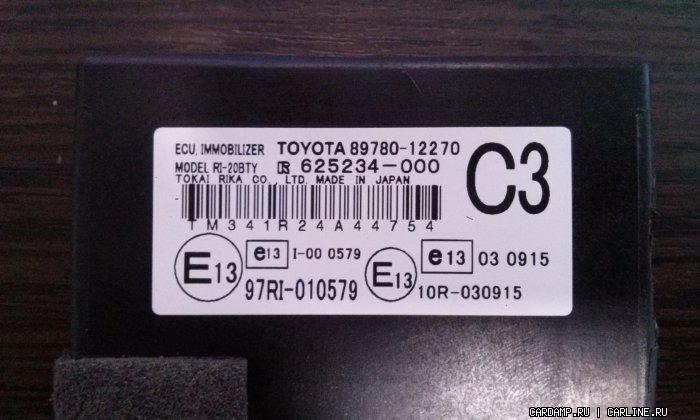 ECU, IMMOBILIZER TOYOTA 89780-12270
MODEL RI-20BTY R 625234-000
TOKAI RIKA CO., LTD. MADE IN JAPAN
C3
TM341R24A44754
E13 e13 I-00 0579
97RI-010579
E13 e13 03 0915
10R-030915
CARDAMP.RU | CARLINE.RU